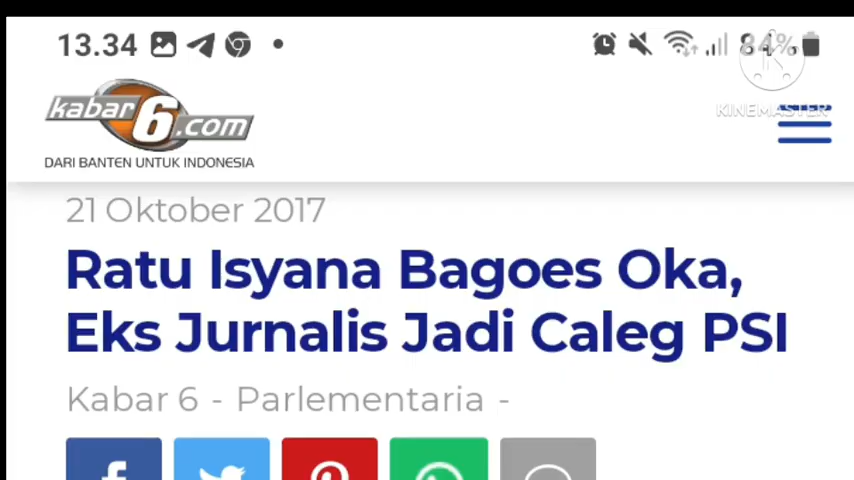 13.34
84%
KINEMASTER
kabar6.com
DARI BANTEN UNTUK INDONESIA
21 Oktober 2017
Ratu Isyana Bagoes Oka,
Eks Jurnalis Jadi Caleg PSI
Kabar 6 - Parlementaria -